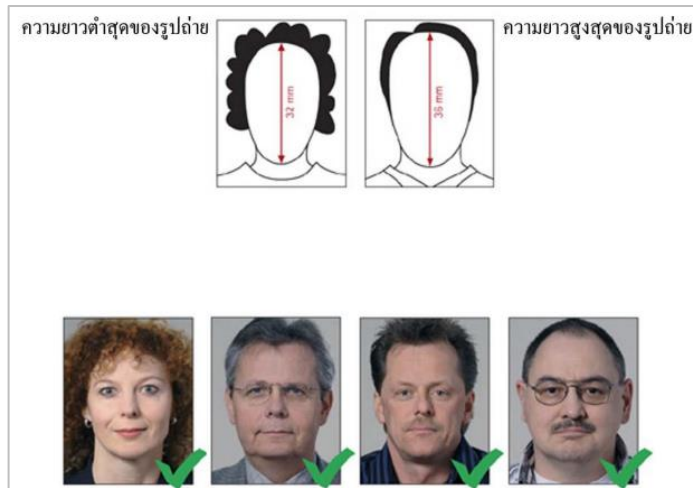 ความยาวต่ำสุดของรูปถ่าย
ความยาวสูงสุดของรูปถ่าย
32 mm
36 mm